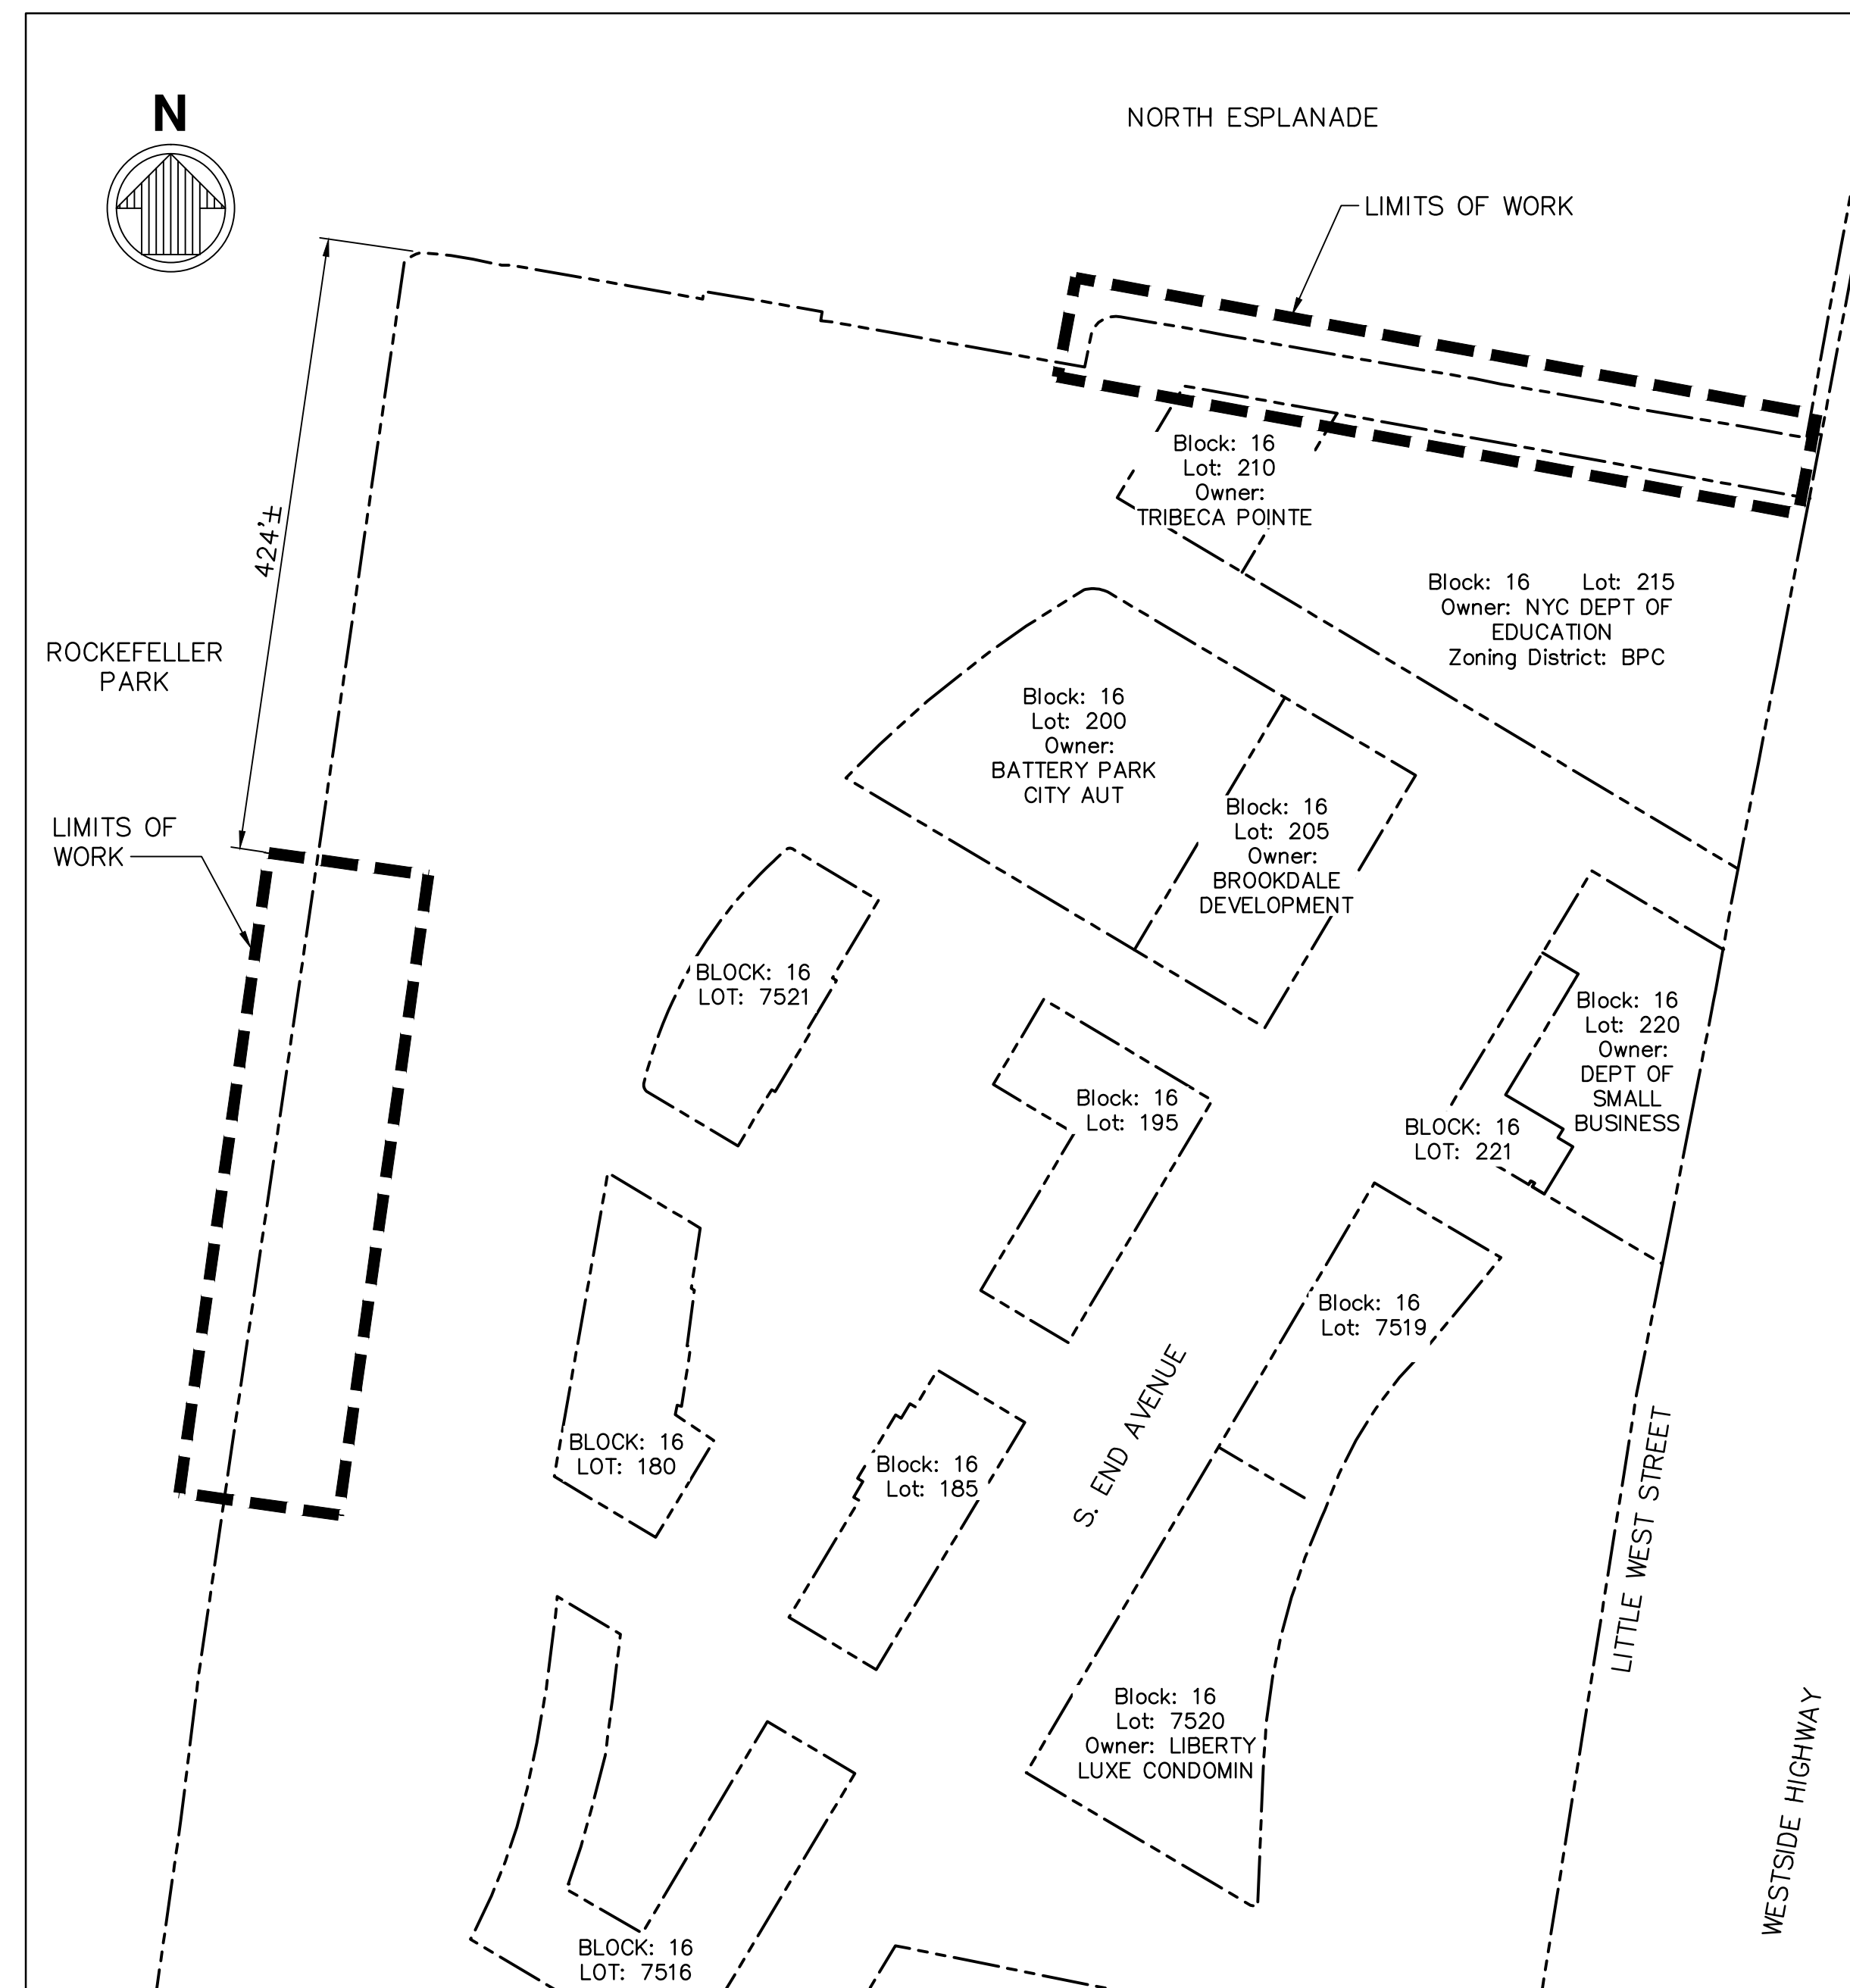 N
NORTH ESPLANADE
LIMITS OF WORK
424'±
ROCKEFELLER
PARK
LIMITS OF
WORK
Block: 16
Lot: 210
Owner:
TRIBECA POINTE
Block: 16 Lot: 215
Owner: NYC DEPT OF
EDUCATION
Zoning District: BPC
Block: 16
Lot: 200
Owner:
BATTERY PARK
CITY AUT
Block: 16
Lot: 205
Owner:
BROOKDALE
DEVELOPMENT
BLOCK: 16
LOT: 7521
Block: 16
Lot: 220
Owner:
DEPT OF
SMALL
BUSINESS
Block: 16
Lot: 195
BLOCK: 16
LOT: 221
Block: 16
Lot: 7519
BLOCK: 16
LOT: 180
Block: 16
Lot: 185
S. END AVENUE
LITTLE WEST STREET
Block: 16
Lot: 7520
Owner: LIBERTY
LUXE CONDOMIN
WESTSIDE HIGHWAY
BLOCK: 16
LOT: 7516